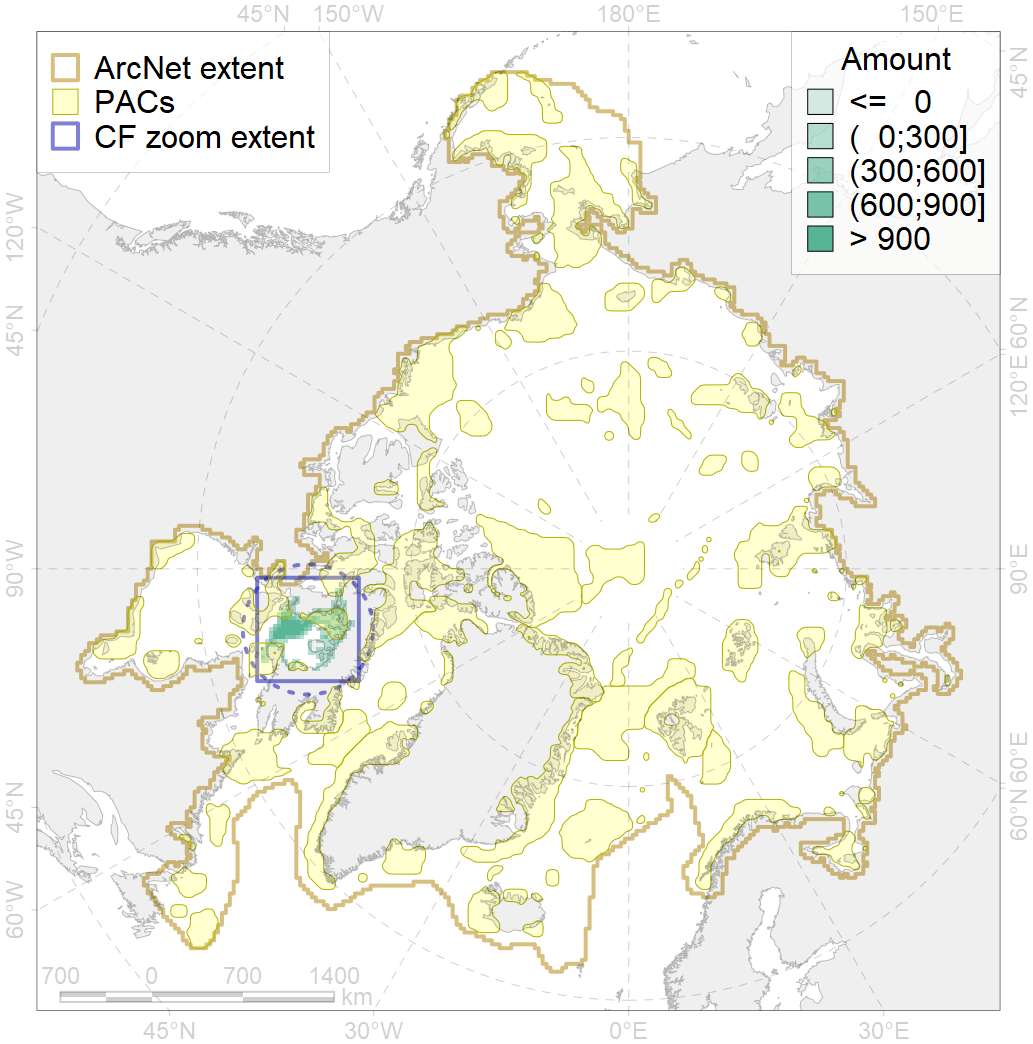 45°N 150°W 180°E 150°E
ArcNet extent
PACs
CF zoom extent
Amount
<= 0
( 0;300]
(300;600]
(600;900]
> 900
45°N
120°W
45°N
90°W
45°N
60°W
60°N
120°E
90°E
60°E
60°N
700 0 700 1400
km
45°N 30°W 0°E 30°E